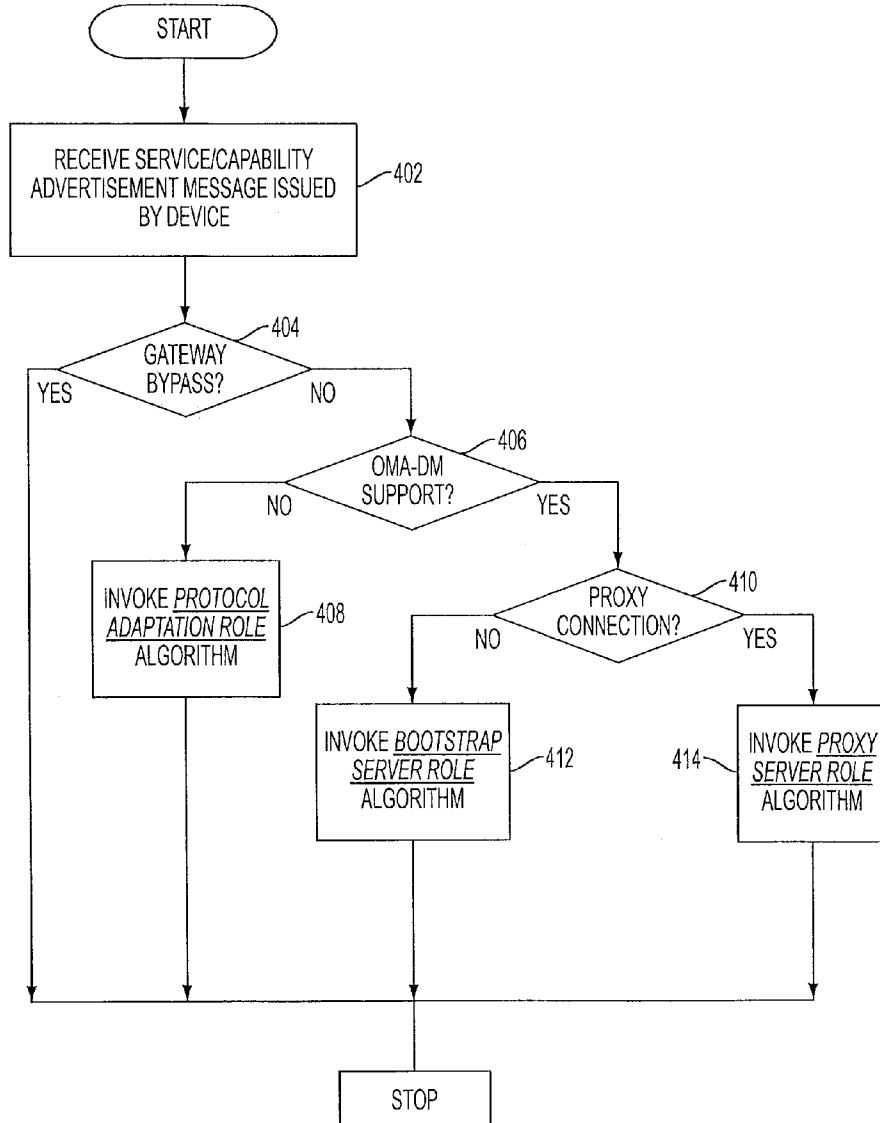 START
RECEIVE SERVICE/CAPABILITY
ADVERTISEMENT MESSAGE ISSUED
BY DEVICE
402
404
GATEWAY
BYPASS?
YES
NO
406
OMA-DM
SUPPORT?
NO
YES
410
PROXY
CONNECTION?
NO
YES
INVOKE PROTOCOL
ADAPTATION ROLE
ALGORITHM
408
INVOKE BOOTSTRAP
SERVER ROLE
ALGORITHM
412
414
INVOKE PROXY
SERVER ROLE
ALGORITHM
STOP